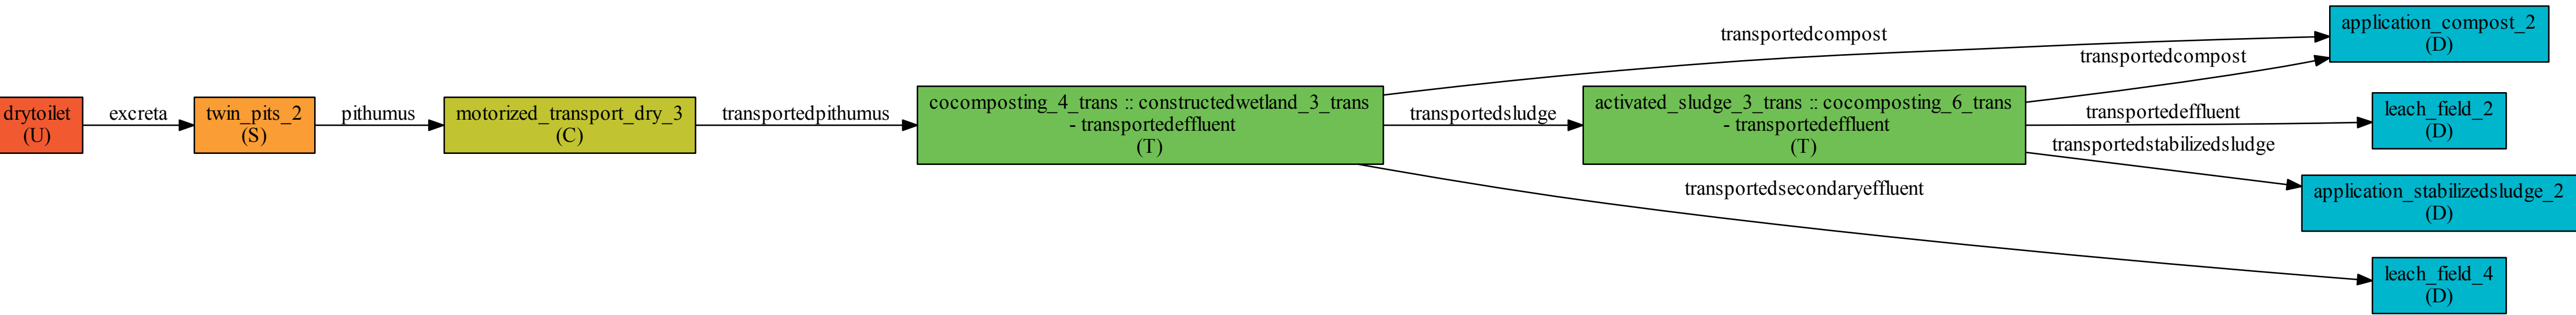 drytoilet
(U)
excreta
twin_pits_2
(S)
pithumus
motorized_transport_dry_3
(C)
transportedpithumus
cocomposting_4_trans :: constructedwetland_3_trans
- transportedeffluent
(T)
transportedcompost
transportedsludge
transportedsecondaryeffluent
activated_sludge_3_trans :: cocomposting_6_trans
- transportedeffluent
(T)
transportedcompost
transportedeffluent
transportedstabilizedsludge
application_compost_2
(D)
leach_field_2
(D)
application_stabilizedsludge_2
(D)
leach_field_4
(D)